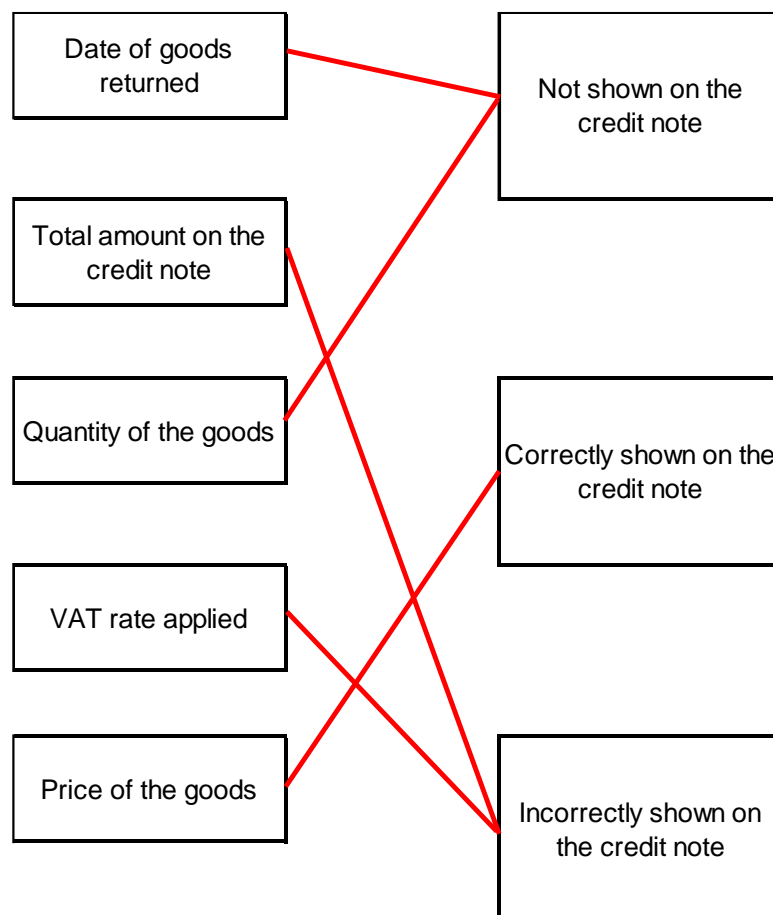 Date of goods
returned
Not shown on the
credit note
Total amount on the
credit note
Quantity of the goods
Correctly shown on the
credit note
VAT rate applied
Price of the goods
Incorrectly shown on
the credit note